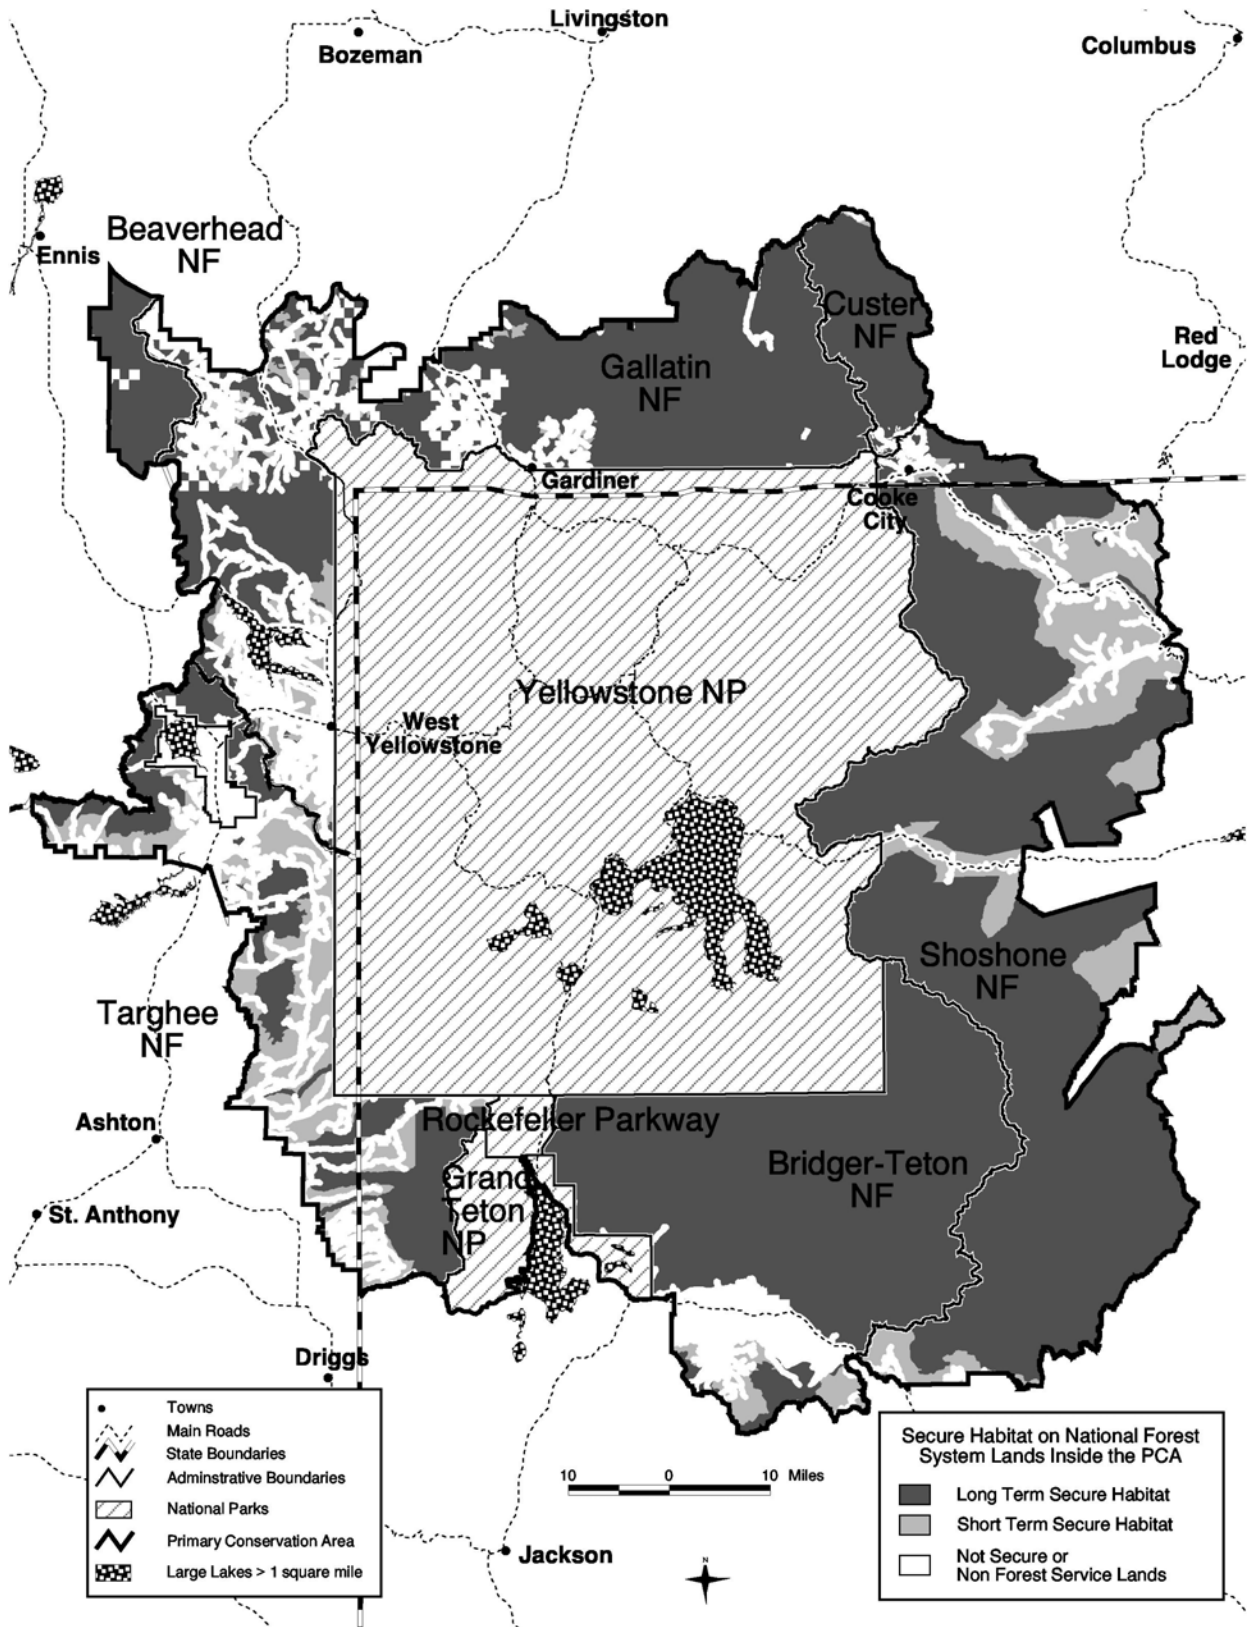 Livingston
Bozeman
Columbus
Beaverhead
NF
Ennis
Custer
NF
Red
Lodge
Gallatin
NF
Gardiner
Cooke
City
Yellowstone NP
West
Yellowstone
Shoshone
NF
Targhee
NF
Ashton
Rockefeller Parkway
Grand
Teton
NP
Bridger-Teton
NF
St. Anthony
Driggs
Towns
Main Roads
State Boundaries
Adminstrative Boundaries
National Parks
Primary Conservation Area
Large Lakes > 1 square mile
10 0 10 Miles
Jackson
N
Secure Habitat on National Forest
System Lands Inside the PCA
Long Term Secure Habitat
Short Term Secure Habitat
Not Secure or
Non Forest Service Lands